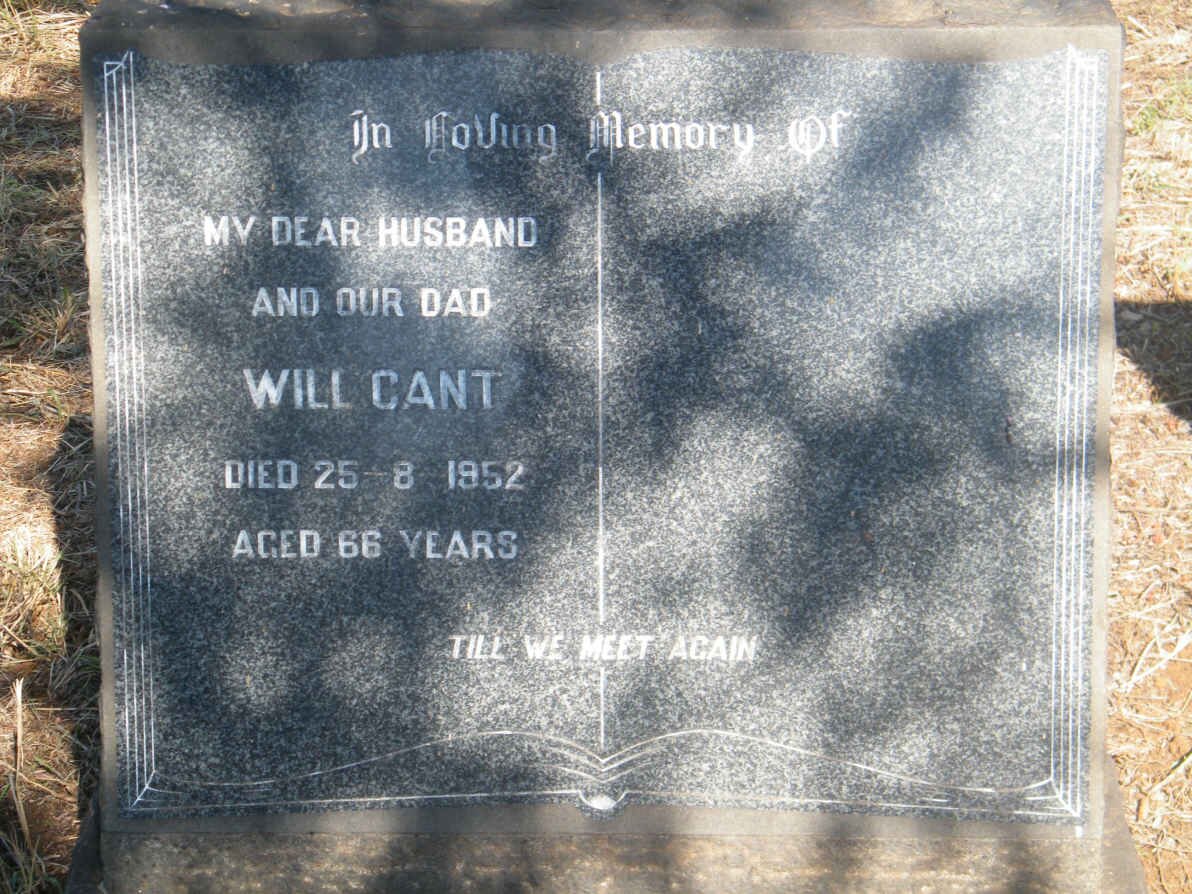 In Loving Memory Of
MY DEAR HUSBAND
AND OUR DAD
WILL CANT
DIED 25-8 1952
AGED 66 YEARS
TILL WE MEET AGAIN